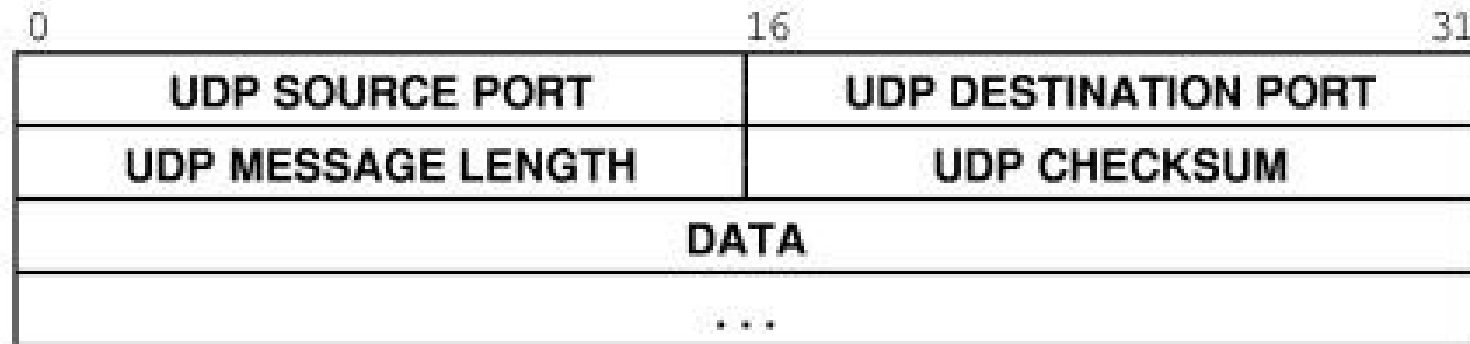 0 16 31
UDP SOURCE PORT UDP DESTINATION PORT
UDP MESSAGE LENGTH UDP CHECKSUM
DATA
...